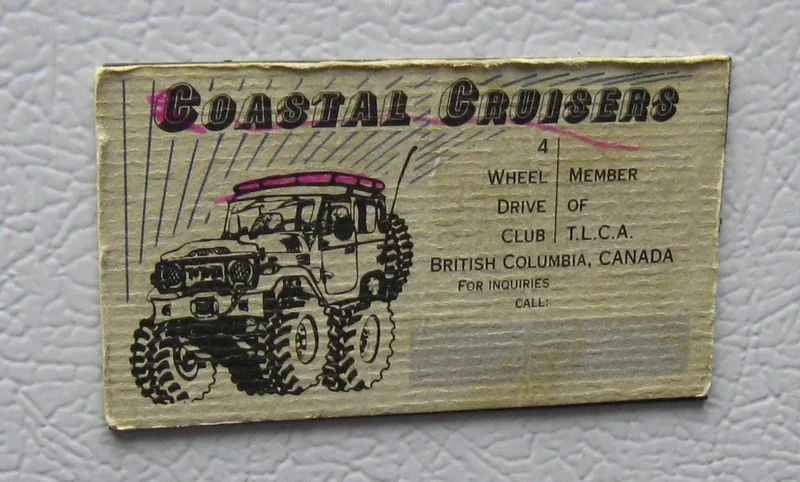 COASTAL CRUISERS
4
WHEEL MEMBER
DRIVE OF
CLUB T.L.C.A.
BRITISH COLUMBIA, CANADA
FOR INQUIRIES
CALL: